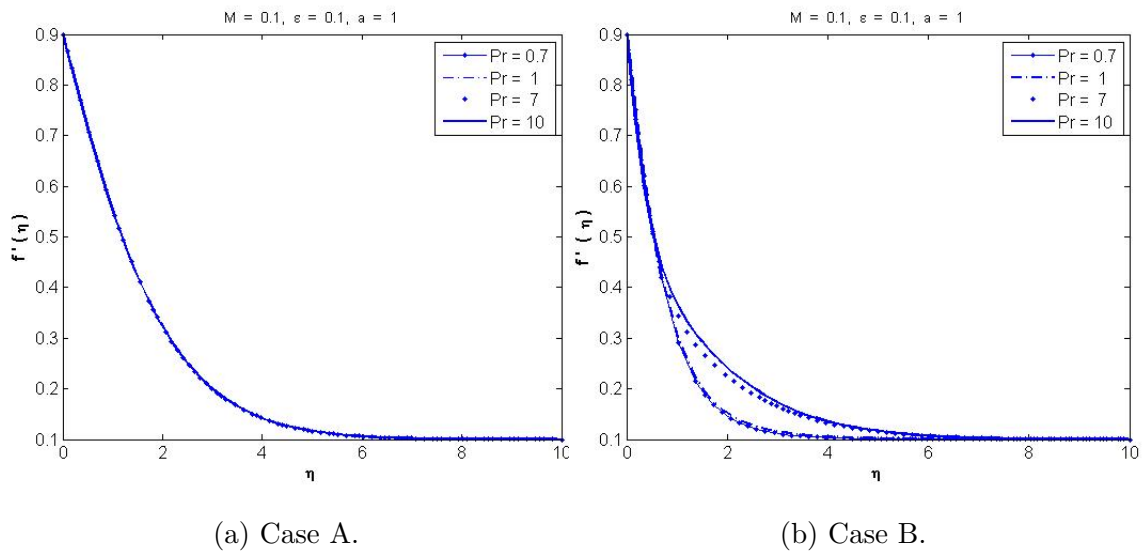 M = 0.1, ε = 0.1, a = 1
0.9
0.8
0.7
0.6
0.5
0.4
0.3
0.2
0.1
f ' ( η )
0 2 4 6 8 10
η
Pr = 0.7
Pr = 1
Pr = 7
Pr = 10
(a) Case A.
M = 0.1, ε = 0.1, a = 1
0.9
0.8
0.7
0.6
0.5
0.4
0.3
0.2
0.1
f ' ( η )
0 2 4 6 8 10
η
Pr = 0.7
Pr = 1
Pr = 7
Pr = 10
(b) Case B.